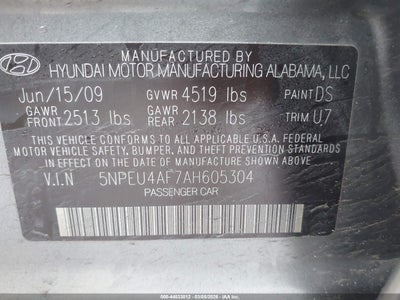 MANUFACTURED BY
HYUNDAI MOTOR MANUFACTURING ALABAMA, LLC
Jun/15/09 GVWR 4519 lbs PAINT DS
GAWR FRONT 2513 lbs GAWR REAR 2138 lbs TRIM U7
THIS VEHICLE CONFORMS TO ALL APPLICABLE U.S.A. FEDERAL
MOTOR VEHICLE SAFETY, BUMPER, AND THEFT PREVENTION
STANDARDS IN EFFECT ON THE DATE OF MANUFACTURE SHOWN ABOVE.
V.I.N 5NPEU4AF7AH605304
PASSENGER CAR